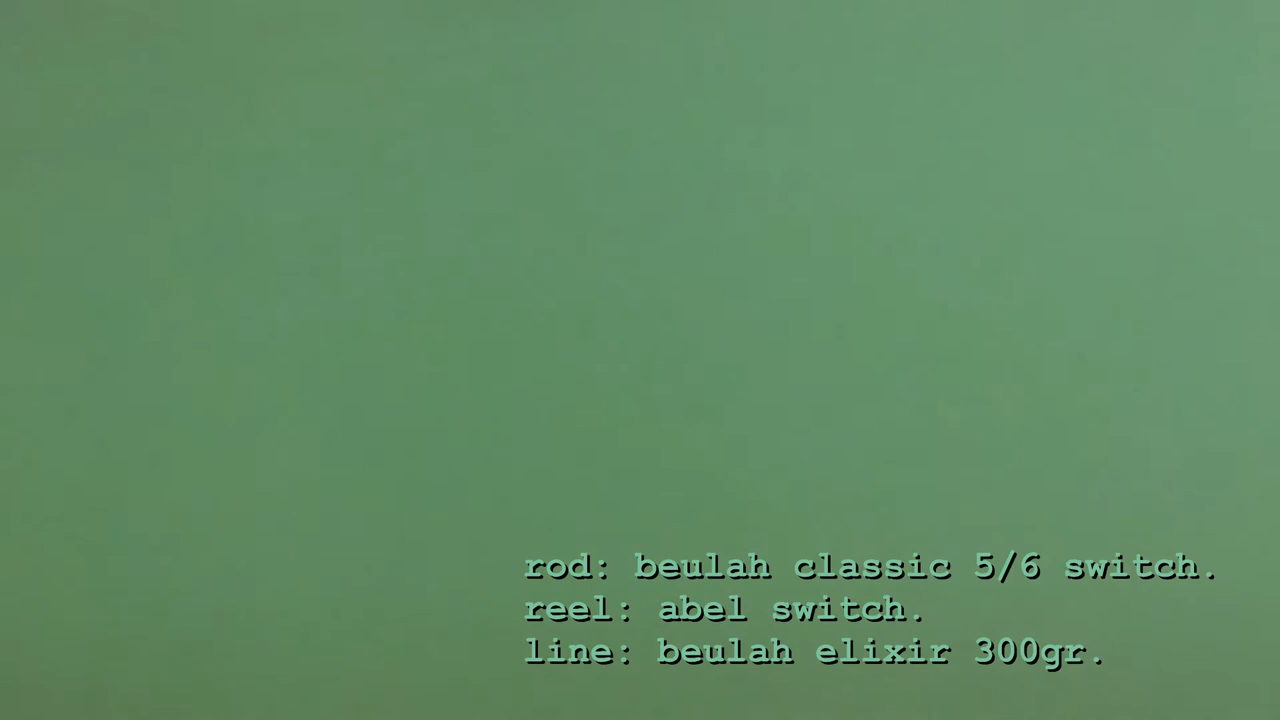 rod: beulah classic 5/6 switch.
reel: abel switch.
line: beulah elixir 300gr.